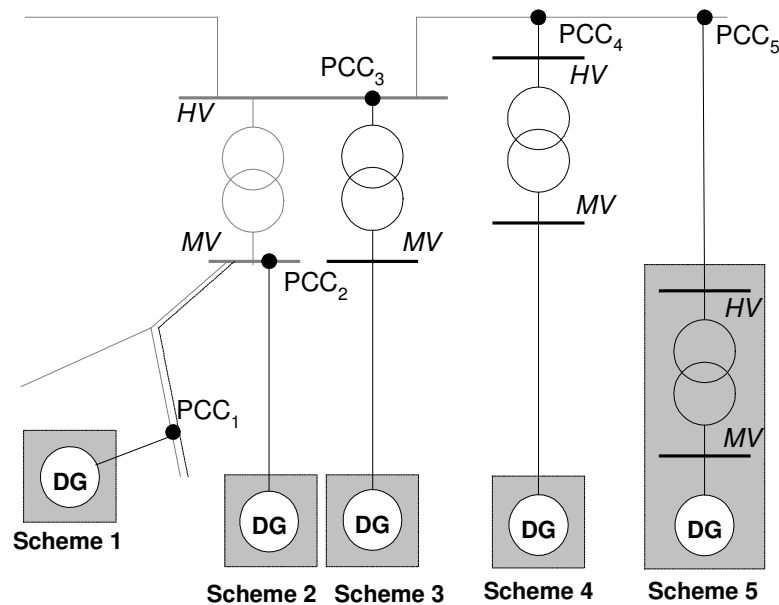 PCC4
PCC5
PCC3
HV
HV
MV
MV
MV
PCC2
HV
PCC1
MV
DG
DG
DG
DG
DG
Scheme 1
Scheme 2
Scheme 3
Scheme 4
Scheme 5